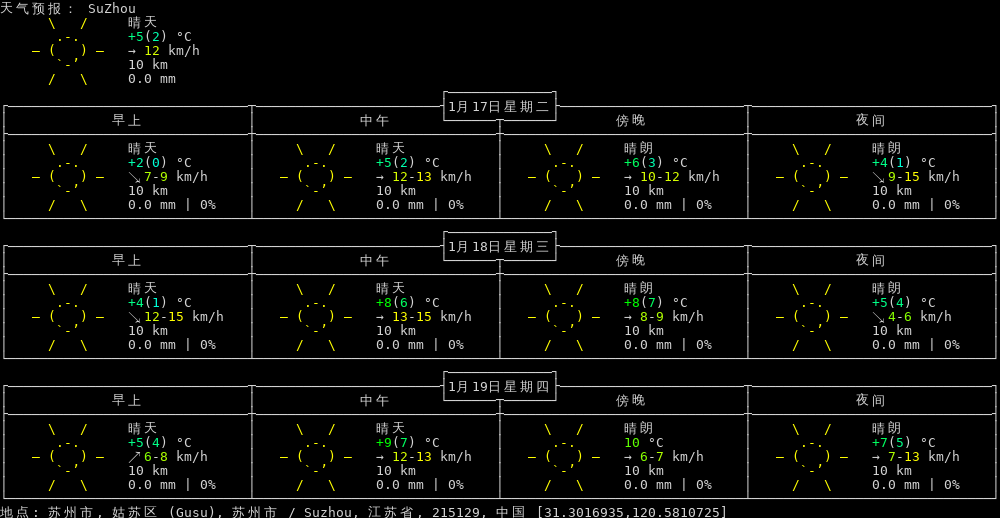 天气预报： SuZhou
晴天
+5(2) °C
→ 12 km/h
10 km
0.0 mm
1月17日星期二
早上 中午 傍晚 夜间
晴天 晴天 晴朗 晴朗
+2(0) °C +5(2) °C +6(3) °C +4(1) °C
↘ 7-9 km/h → 12-13 km/h → 10-12 km/h ↘ 9-15 km/h
10 km 10 km 10 km 10 km
0.0 mm | 0% 0.0 mm | 0% 0.0 mm | 0% 0.0 mm | 0%
1月18日星期三
早上 中午 傍晚 夜间
晴天 晴天 晴朗 晴朗
+4(1) °C +8(6) °C +8(7) °C +5(4) °C
↘ 12-15 km/h → 13-15 km/h → 8-9 km/h ↘ 4-6 km/h
10 km 10 km 10 km 10 km
0.0 mm | 0% 0.0 mm | 0% 0.0 mm | 0% 0.0 mm | 0%
1月19日星期四
早上 中午 傍晚 夜间
晴天 晴天 晴朗 晴朗
+5(4) °C +9(7) °C 10 °C +7(5) °C
↗ 6-8 km/h → 12-13 km/h → 6-7 km/h → 7-13 km/h
10 km 10 km 10 km 10 km
0.0 mm | 0% 0.0 mm | 0% 0.0 mm | 0% 0.0 mm | 0%
地点: 苏州市, 姑苏区 (Gusu), 苏州市 / Suzhou, 江苏省, 215129, 中国 [31.3016935,120.5810725]